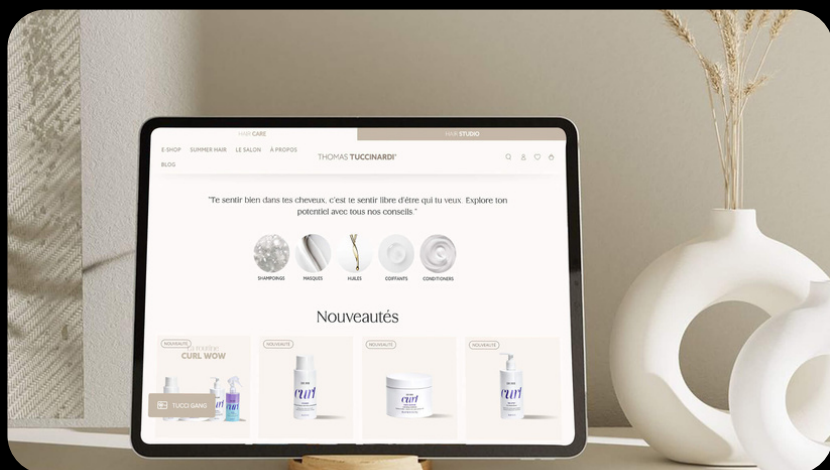 HAIR CARE
HAIR STUDIO
E-SHOP SUMMER HAIR LE SALON À PROPOS
BLOG
THOMAS TUCCINARDI®
"Te sentir bien dans tes cheveux, c'est te sentir libre d'être qui tu veux. Explore ton
potentiel avec tous nos conseils."
SHAMPOINGS MASQUES HUILES COIFFANTS CONDITIONERS
Nouveautés
NOUVEAUTÉ NOUVEAUTÉ NOUVEAUTÉ NOUVEAUTÉ
La routine
CURL WOW
curl curl curl
TUCCI GANG